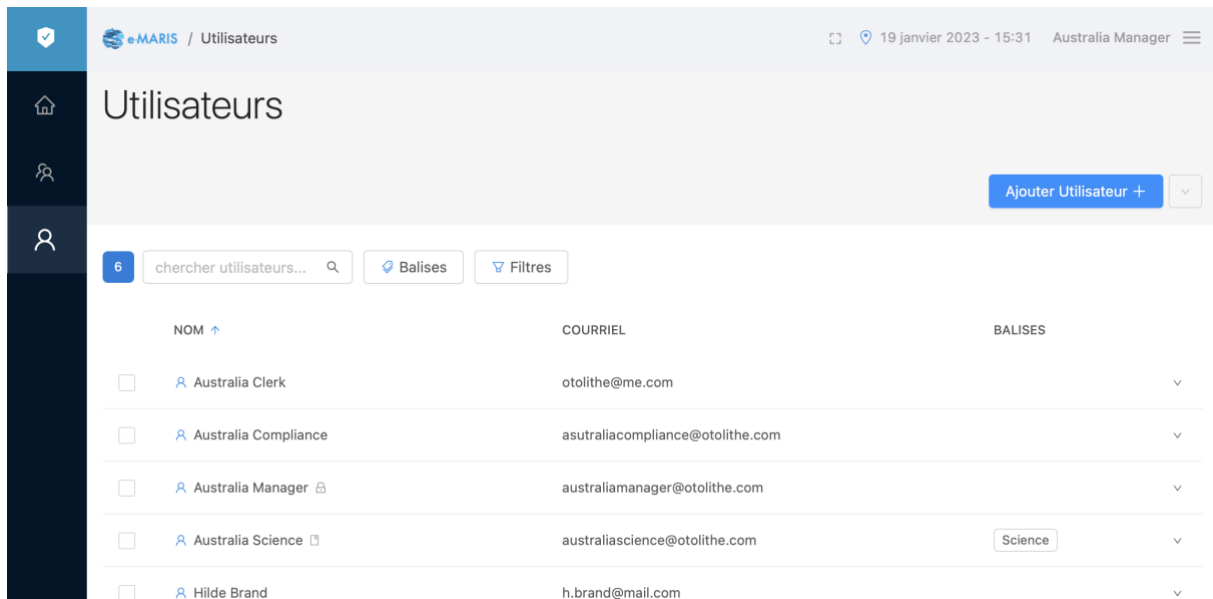 e-MARIS / Utilisateurs 19 janvier 2023 - 15:31 Australia Manager
Utilisateurs
Ajouter Utilisateur +
6 chercher utilisateurs... Balises Filtres
NOM COURRIEL BALISES
Australia Clerk otolithe@me.com
Australia Compliance asutraliacompliance@otolithe.com
Australia Manager australiamanager@otolithe.com
Australia Science australiascience@otolithe.com Science
Hilde Brand h.brand@mail.com